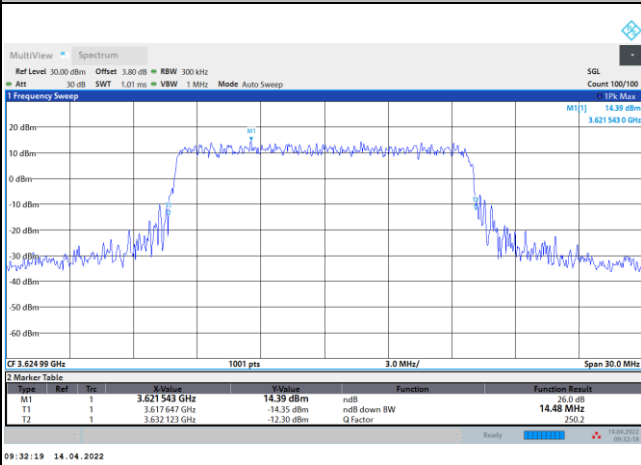 MultiView Spectrum
Ref Level 30.00 dBm Offset 3.80 dB RBW 300 kHz SGL
Att 30 dB SWT 1.01 ms VBW 1 MHz Mode Auto Sweep Count 100/100
1 Frequency Sweep 1Pk Max
M1[1] 14.39 dBm
3.621 543 0 GHz
M1
20 dBm
10 dBm
0 dBm
-10 dBm
-20 dBm
-30 dBm
-40 dBm
-50 dBm
-60 dBm
CF 3.624 99 GHz 1001 pts 3.0 MHz/ Span 30.0 MHz
2 Marker Table
Type Ref Trc X-Value Y-Value Function Function Result
M1 1 3.621 543 GHz 14.39 dBm ndB 26.0 dB
T1 1 3.617 647 GHz -14.35 dBm ndB down BW 14.48 MHz
T2 1 3.632 123 GHz -12.30 dBm Q Factor 250.2
Ready 14.04.2022
09:32:18
09:32:19 14.04.2022